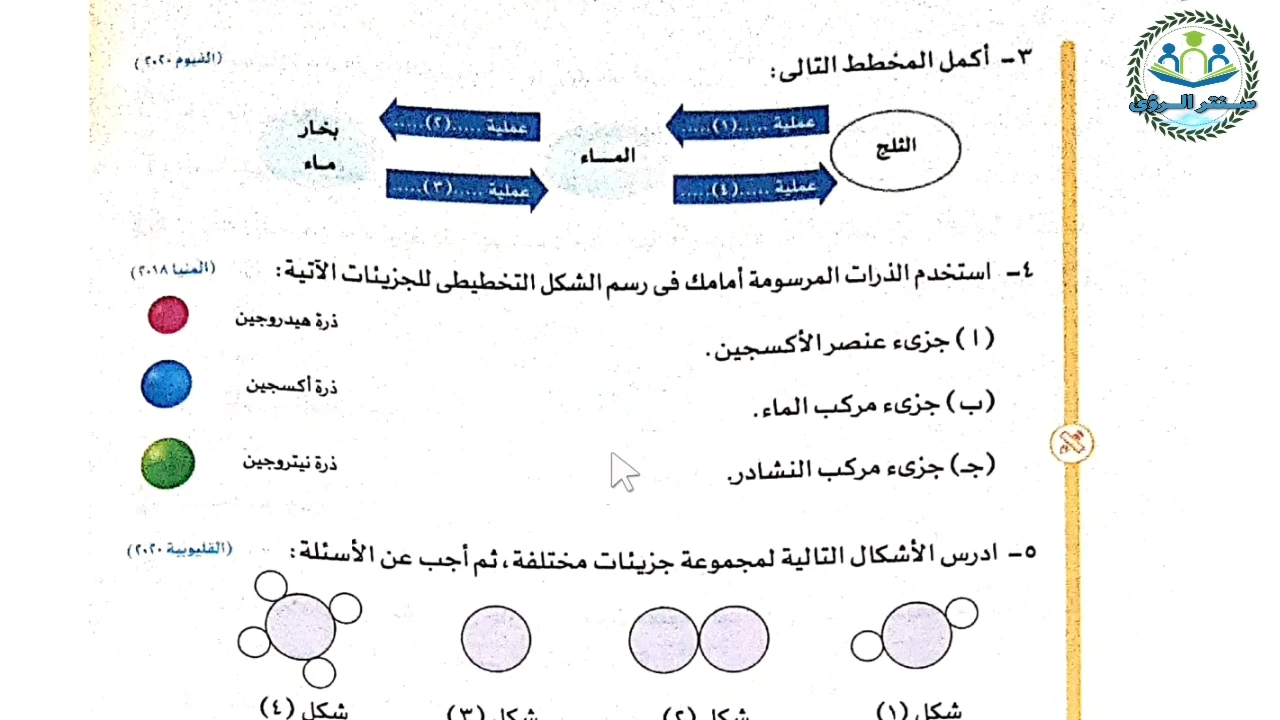 سنتر الرؤى
٣- أكمل المخطط التالى: (الفيوم ٢٠٢٠)
الثلج
عملية .....(١).....
الماء
عملية .....(٢).....
بخار
ماء
عملية .....(٣).....
عملية .....(٤).....
٤- استخدم الذرات المرسومة أمامك فى رسم الشكل التخطيطى للجزيئات الآتية: (المنيا ٢٠١٨)
(ا) جزىء عنصر الأكسجين.
(ب) جزىء مركب الماء.
(جـ) جزىء مركب النشادر.
ذرة هيدروجين
ذرة أكسجين
ذرة نيتروجين
٥- ادرس الأشكال التالية لمجموعة جزيئات مختلفة، ثم أجب عن الأسئلة: (القليوبية ٢٠٢٠)
شكل (١) شكل (٢) شكل (٣) شكل (٤)